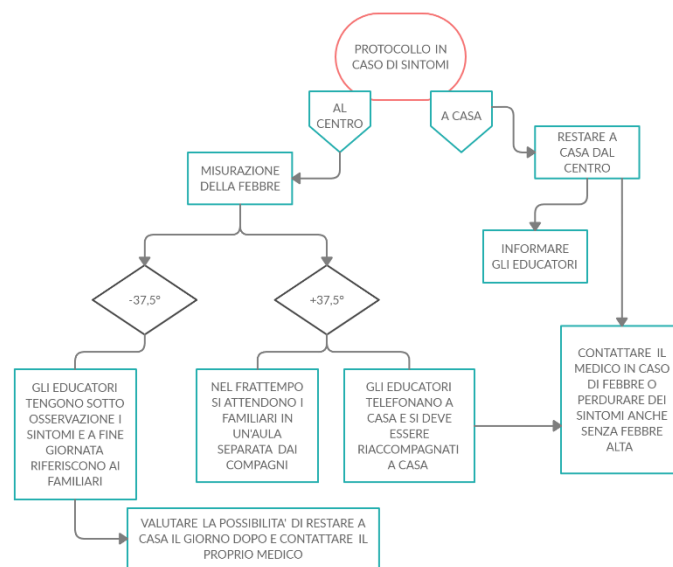 PROTOCOLLO IN
CASO DI SINTOMI
AL
CENTRO
A CASA
RESTARE A
CASA DAL
CENTRO
MISURAZIONE
DELLA FEBBRE
INFORMARE
GLI EDUCATORI
-37,5°
+37,5°
GLI EDUCATORI
TENGONO SOTTO
OSSERVAZIONE I
SINTOMI E A FINE
GIORNATA
RIFERISCONO AI
FAMILIARI
NEL FRATTEMPO
SI ATTENDONO I
FAMILIARI IN
UN'AULA
SEPARATA DAI
COMPAGNI
GLI EDUCATORI
TELEFONANO A
CASA E SI DEVE
ESSERE
RIACCOMPAGNATI
A CASA
CONTATTARE IL
MEDICO IN CASO
DI FEBBRE O
PERDURARE DEI
SINTOMI ANCHE
SENZA FEBBRE
ALTA
VALUTARE LA POSSIBILITA' DI RESTARE A
CASA IL GIORNO DOPO E CONTATTARE IL
PROPRIO MEDICO